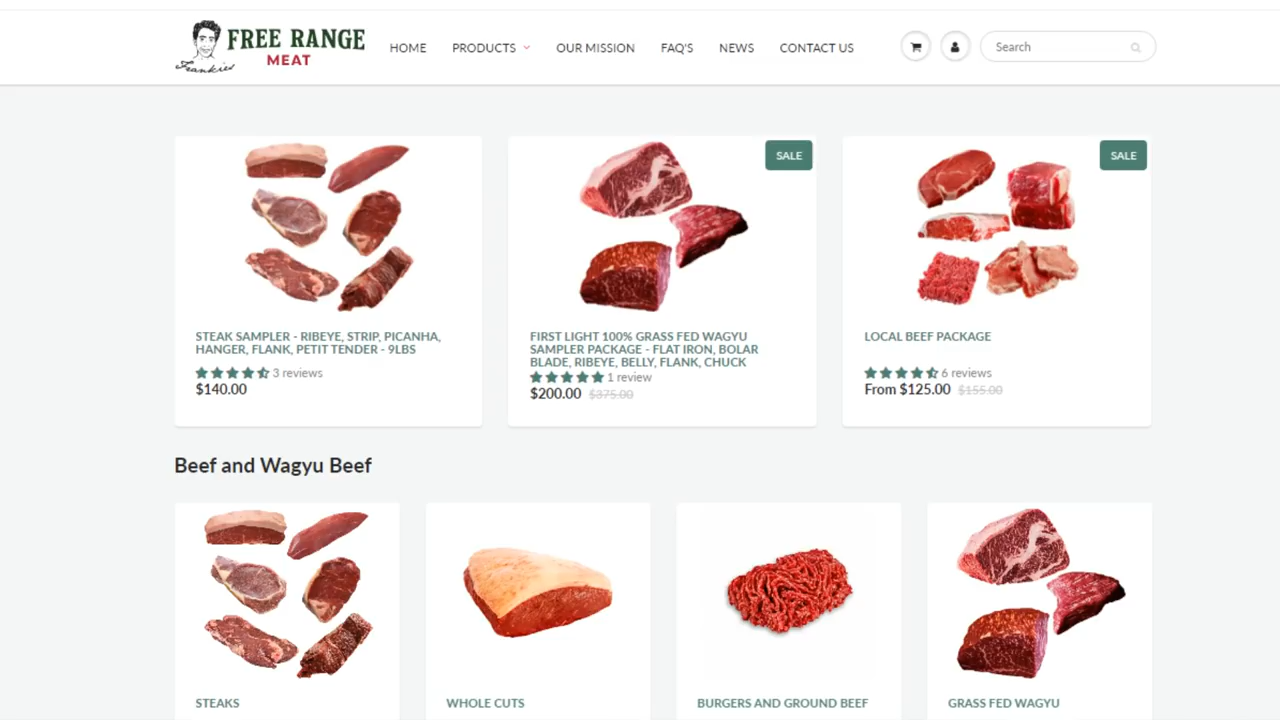 FREE RANGE
MEAT
Frankies
HOME
PRODUCTS
OUR MISSION
FAQ'S
NEWS
CONTACT US
Search
SALE
SALE
STEAK SAMPLER - RIBEYE, STRIP, PICANHA,
HANGER, FLANK, PETIT TENDER - 9LBS
3 reviews
$140.00
FIRST LIGHT 100% GRASS FED WAGYU
SAMPLER PACKAGE - FLAT IRON, BOLAR
BLADE, RIBEYE, BELLY, FLANK, CHUCK
1 review
$200.00 $375.00
LOCAL BEEF PACKAGE
6 reviews
From $125.00 $155.00
Beef and Wagyu Beef
STEAKS
WHOLE CUTS
BURGERS AND GROUND BEEF
GRASS FED WAGYU